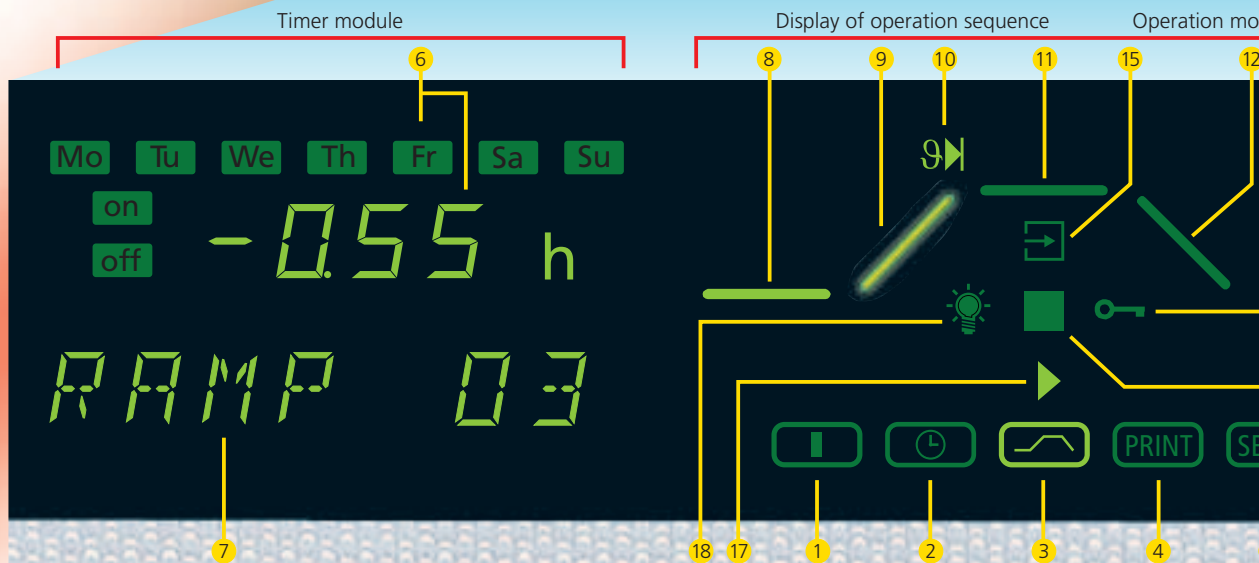 Timer module
Display of operation sequence
Operation mo
6
8
9
10
11
15
12
Mo Tu We Th Fr Sa Su
on
off
-0.55 h
RAMP 03
PRINT
SE
7
18
17
1
2
3
4